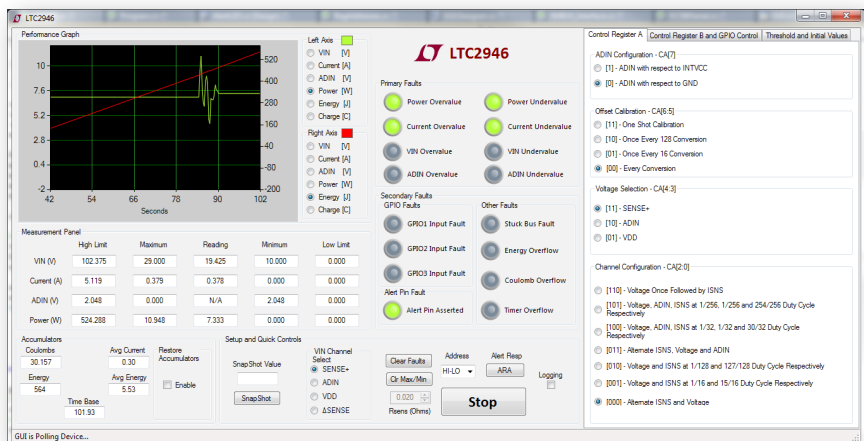 LTC2946
Performance Graph
10
7.6
5.2
2.8
0.4
-2
520
400
280
160
40
-80
-200
42 54 66 78 90 102
Seconds
Left Axis
VIN [V]
Current [A]
ADIN [V]
Power [W]
Energy [J]
Charge [C]
Right Axis
VIN [V]
Current [A]
ADIN [V]
Power [W]
Energy [J]
Charge [C]
Measurement Panel
High Limit Maximum Reading Minimum Low Limit
VIN (V) 102.375 29.000 19.425 10.000 0.000
Current (A) 5.119 0.379 0.378 0.000 0.000
ADIN (V) 2.048 0.000 N/A 2.048 0.000
Power (W) 524.288 10.948 7.333 0.000 0.000
Accumulators
Coulombs
30.157
Avg Current
0.30
Restore
Accumulators
Energy
564
Avg Energy
5.53
Enable
Time Base
101.93
Setup and Quick Controls
SnapShot Value
SnapShot
VIN Channel
Select
SENSE+
ADIN
VDD
ΔSENSE
LTC2946
Primary Faults
Power Overvalue Power Undervalue
Current Overvalue Current Undervalue
VIN Overvalue VIN Undervalue
ADIN Overvalue ADIN Undervalue
Secondary Faults
GPIO Faults
GPIO1 Input Fault
GPIO2 Input Fault
GPIO3 Input Fault
Other Faults
Stuck Bus Fault
Energy Overflow
Coulomb Overflow
Timer Overflow
Alert Pin Fault
Alert Pin Asserted
Clear Faults
Clr Max/Min
0.020
Rsens (Ohms)
Address
HI-LO
Alert Resp
ARA
Logging
Stop
Control Register A Control Register B and GPIO Control Threshold and Initial Values
ADIN Configuration - CA[7]
[1] - ADIN with respect to INTVCC
[0] - ADIN with respect to GND
Offset Calibration - CA[6:5]
[11] - One Shot Calibration
[10] - Once Every 128 Conversion
[01] - Once Every 16 Conversion
[00] - Every Conversion
Voltage Selection - CA[4:3]
[11] - SENSE+
[10] - ADIN
[01] - VDD
Channel Configuration - CA[2:0]
[110] - Voltage Once Followed by ISNS
[101] - Voltage, ADIN, ISNS at 1/256, 1/256 and 254/256 Duty Cycle
Respectively
[100] - Voltage, ADIN, ISNS at 1/32, 1/32 and 30/32 Duty Cycle
Respectively
[011] - Alternate ISNS, Voltage and ADIN
[010] - Voltage and ISNS at 1/128 and 127/128 Duty Cycle Respectively
[001] - Voltage and ISNS at 1/16 and 15/16 Duty Cycle Respectively
[000] - Alternate ISNS and Voltage
GUI is Polling Device...